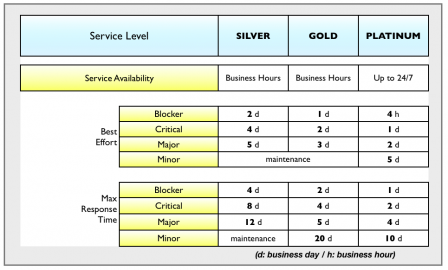 Service Level SILVER GOLD PLATINUM
Service Availability Business Hours Business Hours Up to 24/7
Best Effort
Blocker 2 d 1 d 4 h
Critical 4 d 2 d 1 d
Major 5 d 3 d 2 d
Minor maintenance 5 d
Max Response Time
Blocker 4 d 2 d 1 d
Critical 8 d 4 d 2 d
Major 12 d 5 d 4 d
Minor maintenance 20 d 10 d
(d: business day / h: business hour)